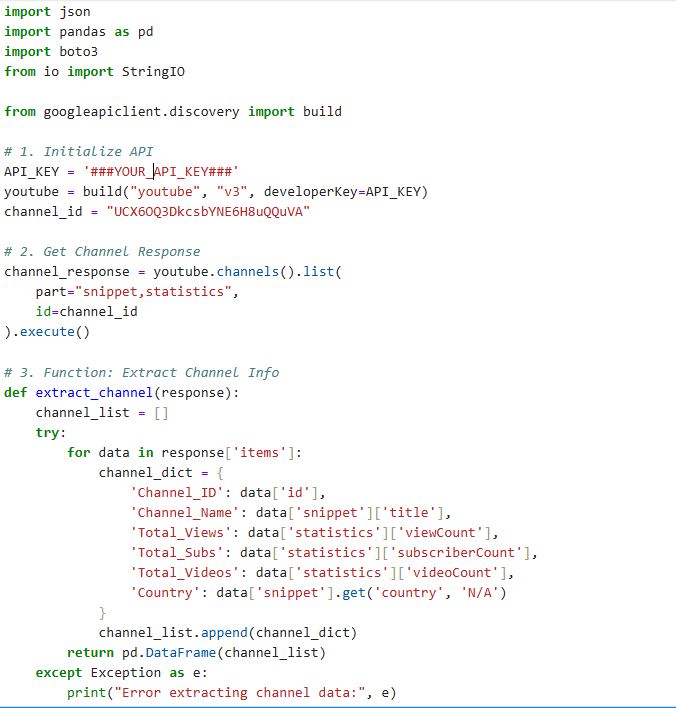 import json
import pandas as pd
import boto3
from io import StringIO

from googleapiclient.discovery import build

# 1. Initialize API
API_KEY = '###YOUR_API_KEY###'
youtube = build("youtube", "v3", developerKey=API_KEY)
channel_id = "UCX6OQ3DkcsbYNE6H8uQQuVA"

# 2. Get Channel Response
channel_response = youtube.channels().list(
    part="snippet,statistics",
    id=channel_id
).execute()

# 3. Function: Extract Channel Info
def extract_channel(response):
    channel_list = []
    try:
        for data in response['items']:
            channel_dict = {
                'Channel_ID': data['id'],
                'Channel_Name': data['snippet']['title'],
                'Total_Views': data['statistics']['viewCount'],
                'Total_Subs': data['statistics']['subscriberCount'],
                'Total_Videos': data['statistics']['videoCount'],
                'Country': data['snippet'].get('country', 'N/A')
            }
            channel_list.append(channel_dict)
        return pd.DataFrame(channel_list)
    except Exception as e:
        print("Error extracting channel data:", e)